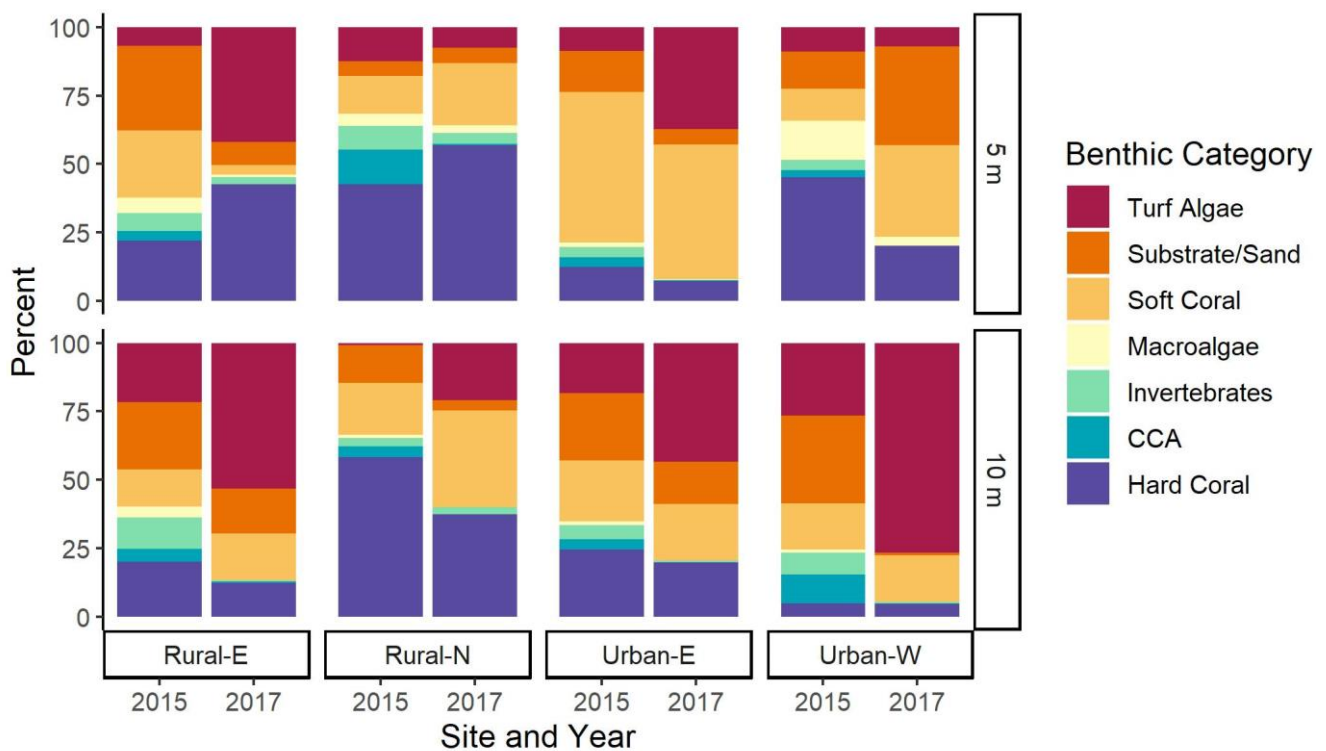 100
75
50
25
0
5 m
100
75
50
25
0
10 m
Percent
Rural-E Rural-N Urban-E Urban-W
2015 2017 2015 2017 2015 2017 2015 2017
Site and Year
Benthic Category
Turf Algae
Substrate/Sand
Soft Coral
Macroalgae
Invertebrates
CCA
Hard Coral